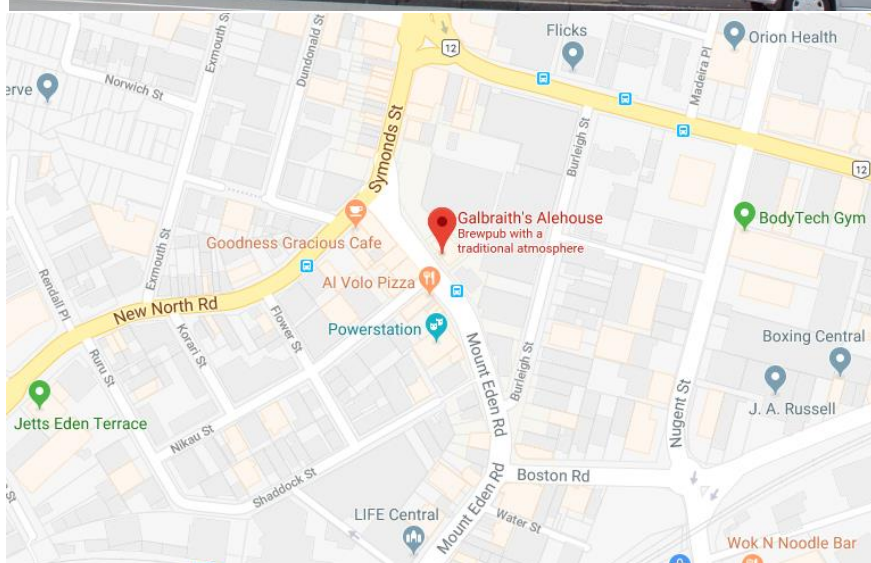 Flicks
Orion Health
12
Exmouth St
Dundonald St
Madeira Pl
erve
Norwich St
Symonds St
Burleigh St
12
Galbraith's Alehouse
Brewpub with a
traditional atmosphere
BodyTech Gym
Goodness Gracious Cafe
Exmouth St
Al Volo Pizza
Rendall Pl
New North Rd
Flower St
Powerstation
Korari St
Mount Eden Rd
Burleigh St
Boxing Central
Ruru St
Nugent St
J. A. Russell
Jetts Eden Terrace
Nikau St
Shaddock St
Boston Rd
Mount Eden Rd
St
LIFE Central
Water St
Wok N Noodle Bar